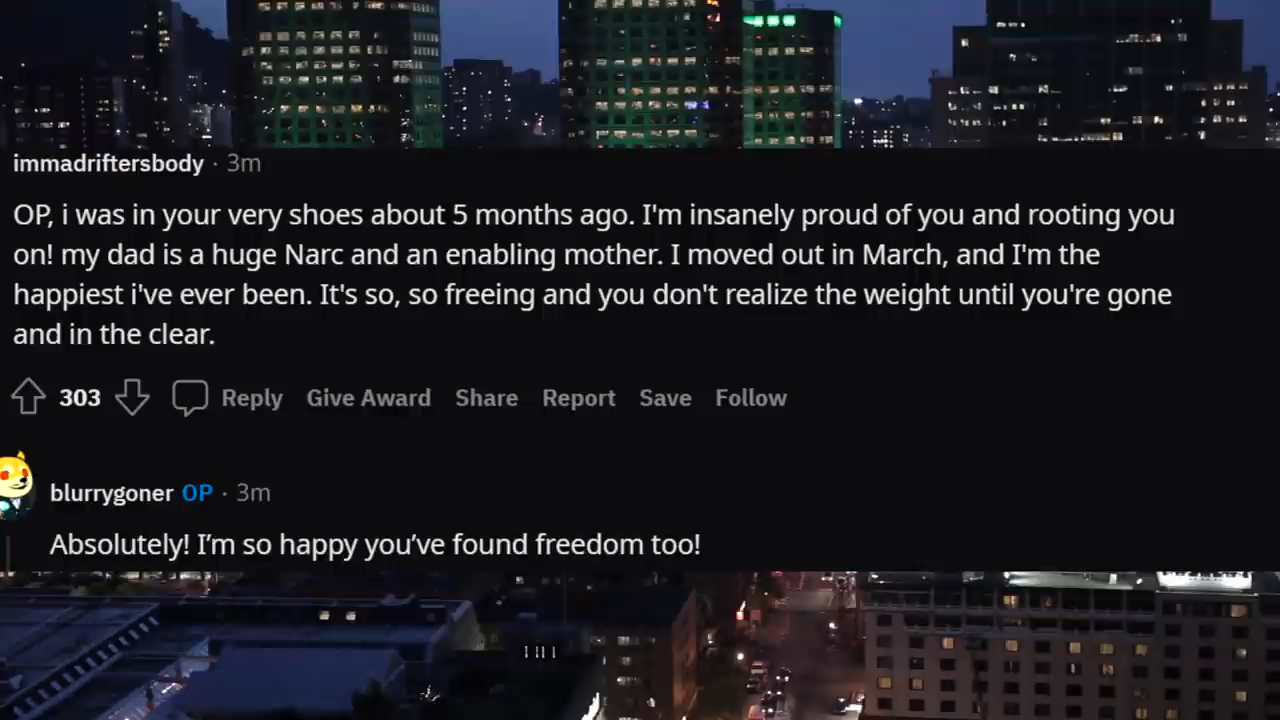 immadriftersbody · 3m
OP, i was in your very shoes about 5 months ago. I'm insanely proud of you and rooting you
on! my dad is a huge Narc and an enabling mother. I moved out in March, and I'm the
happiest i've ever been. It's so, so freeing and you don't realize the weight until you're gone
and in the clear.
303 Reply Give Award Share Report Save Follow
blurrygoner OP · 3m
Absolutely! I’m so happy you’ve found freedom too!